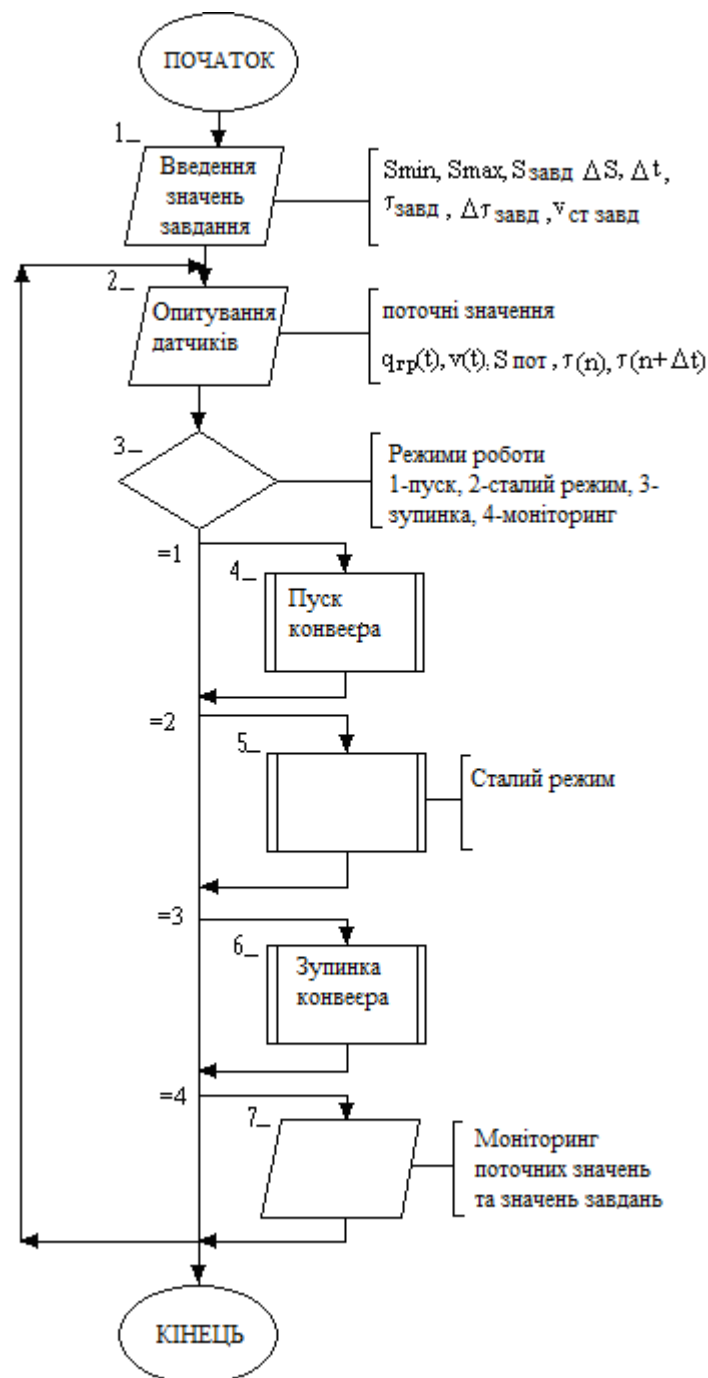 ПОЧАТОК
1_
Введення
значень
завдання
Smin, Smax, Sзавд ΔS, Δt,
τзавд , Δτзавд ,vст завд
2_
Опитування
датчиків
поточні значення
qгр(t), v(t), S пот , τ(n), τ(n+Δt)
3_
Режими роботи
1-пуск, 2-сталий режим, 3-
зупинка, 4-моніторинг
=1
4_
Пуск
конвеєра
=2
5_
Сталий режим
=3
6_
Зупинка
конвеєра
=4
7_
Моніторинг
поточних значень
та значень завдань
КІНЕЦЬ